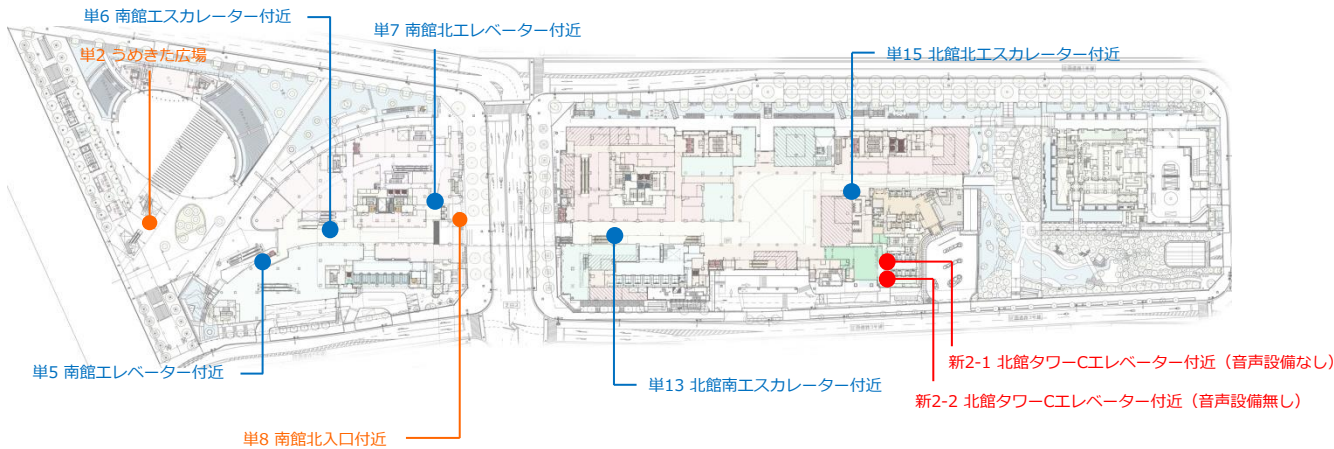 単6 南館エスカレーター付近
単7 南館北エレベーター付近
単2 うめきた広場
単15 北館北エスカレーター付近
新2-1 北館タワーCエレベーター付近（音声設備なし）
単5 南館エレベーター付近
単13 北館南エスカレーター付近
新2-2 北館タワーCエレベーター付近（音声設備無し）
単8 南館北入口付近